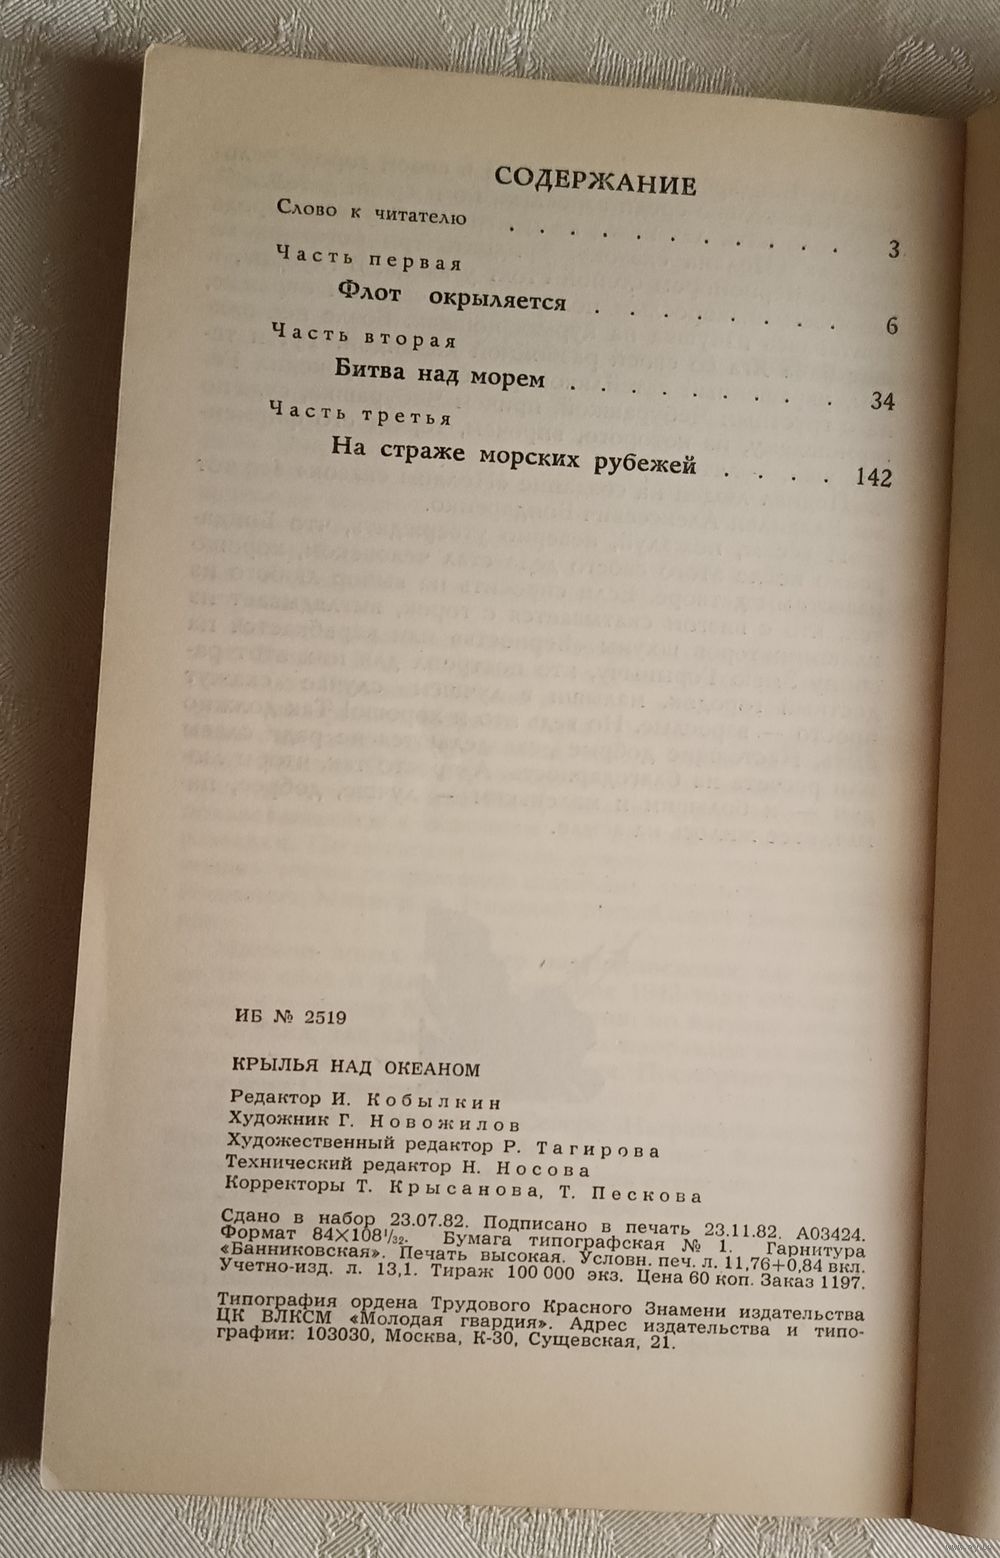 СОДЕРЖАНИЕ
Слово к читателю . . . . . . . . . . . 3
Часть первая
Флот окрыляется . . . . . . . . 6
Часть вторая
Битва над морем . . . . . . . . . 34
Часть третья
На страже морских рубежей . . . . 142
ИБ № 2519
КРЫЛЬЯ НАД ОКЕАНОМ
Редактор И. Кобылкин
Художник Г. Новожилов
Художественный редактор Р. Тагирова
Технический редактор Н. Носова
Корректоры Т. Крысанова, Т. Пескова
Сдано в набор 23.07.82. Подписано в печать 23.11.82. А03424.
Формат 84×108¹/₃₂. Бумага типографская № 1. Гарнитура
«Банниковская». Печать высокая. Условн. печ. л. 11,76+0,84 вкл.
Учетно-изд. л. 13,1. Тираж 100 000 экз. Цена 60 коп. Заказ 1197.
Типография ордена Трудового Красного Знамени издательства
ЦК ВЛКСМ «Молодая гвардия». Адрес издательства и типо-
графии: 103030, Москва, К-30, Сущевская, 21.